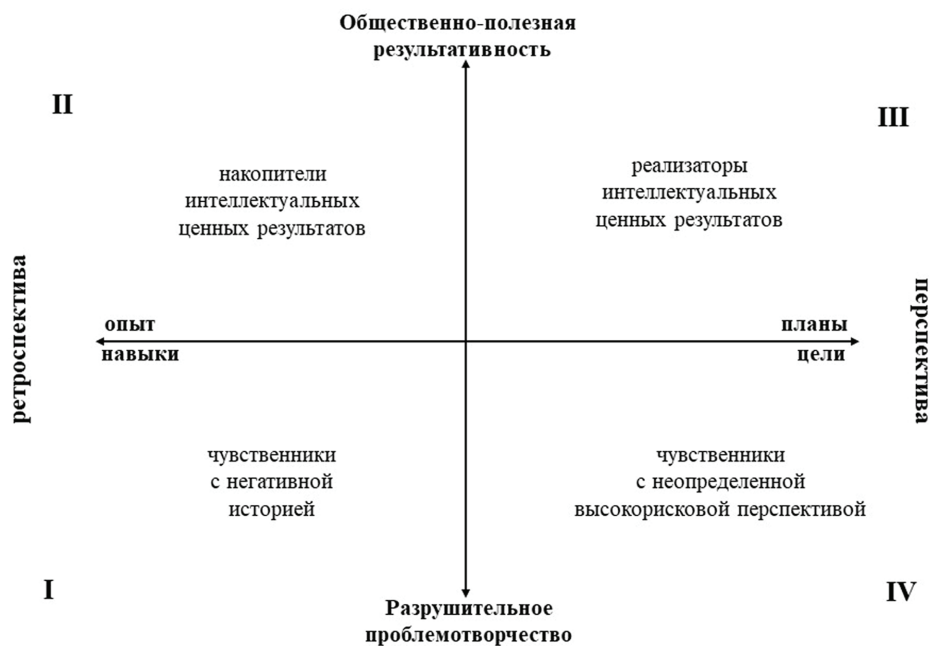 Общественно-полезная
результативность
II
III
накопители
интеллектуальных
ценных результатов
реализаторы
интеллектуальных
ценных результатов
ретроспектива
перспектива
опыт
навыки
планы
цели
чувственники
с негативной
историей
чувственники
с неопределенной
высокорисковой перспективой
I
IV
Разрушительное
проблемотворчество